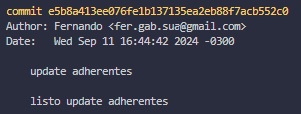 commit e5b8a413ee076fe1b137135ea2eb88f7acb552c0
Author: Fernando <fer.gab.sua@gmail.com>
Date:   Wed Sep 11 16:44:42 2024 -0300
update adherentes
listo update adherentes